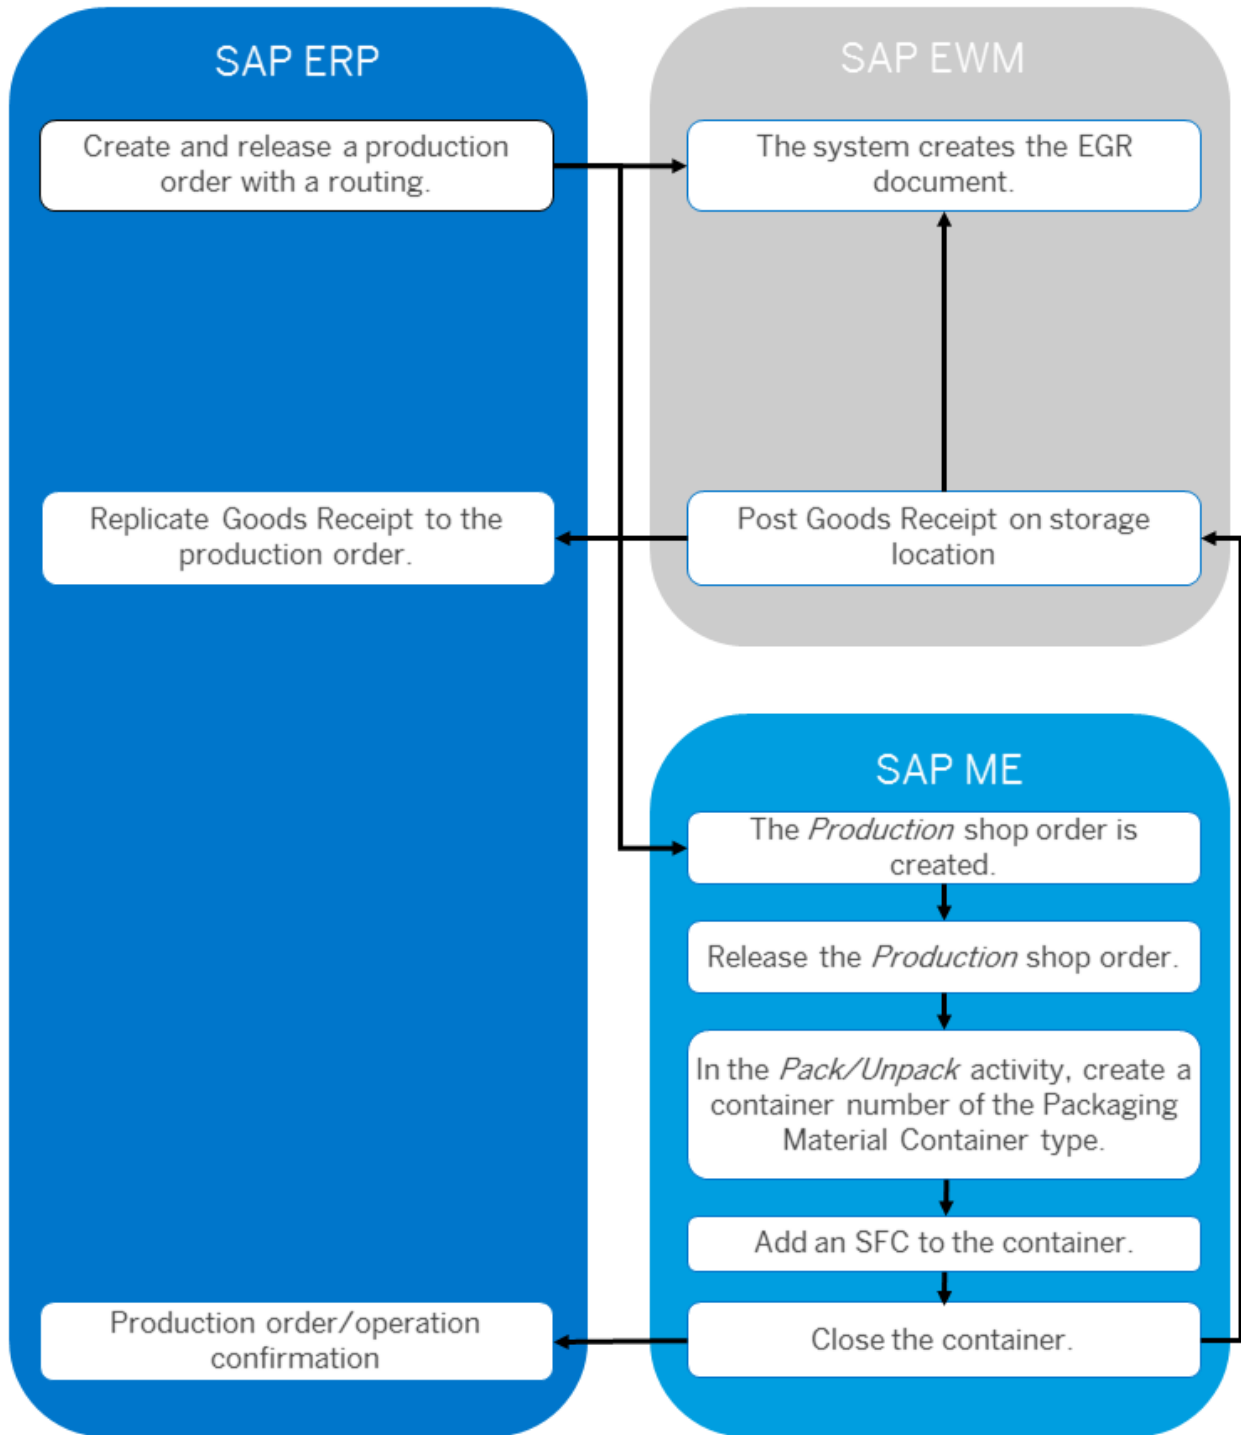 SAP ERP
Create and release a production
order with a routing.
Replicate Goods Receipt to the
production order.
Production order/operation
confirmation
SAP EWM
The system creates the EGR
document.
Post Goods Receipt on storage
location
SAP ME
The Production shop order is
created.
Release the Production shop order.
In the Pack/Unpack activity, create a
container number of the Packaging
Material Container type.
Add an SFC to the container.
Close the container.